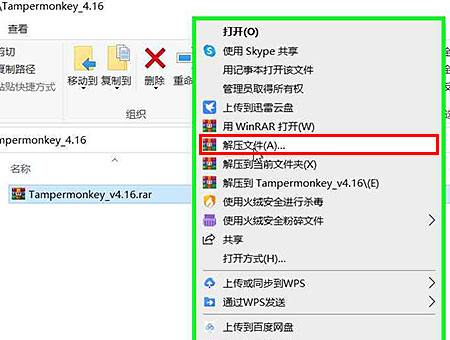 \Tampermonkey_4.16
查看
剪切
复制路径
粘贴快捷方式
移动到
复制到
删除
重命
组织
mpermonkey_4.16
名称
Tampermonkey_v4.16.rar
打开(O)
使用 Skype 共享
用记事本打开该文件
管理员取得所有权
上传到迅雷云盘
用 WinRAR 打开(W)
解压文件(A)...
解压到当前文件夹(X)
解压到 Tampermonkey_v4.16\(E)
使用火绒安全进行杀毒
使用火绒安全粉碎文件
共享
打开方式(H)...
上传或同步到WPS
通过WPS发送
上传到百度网盘